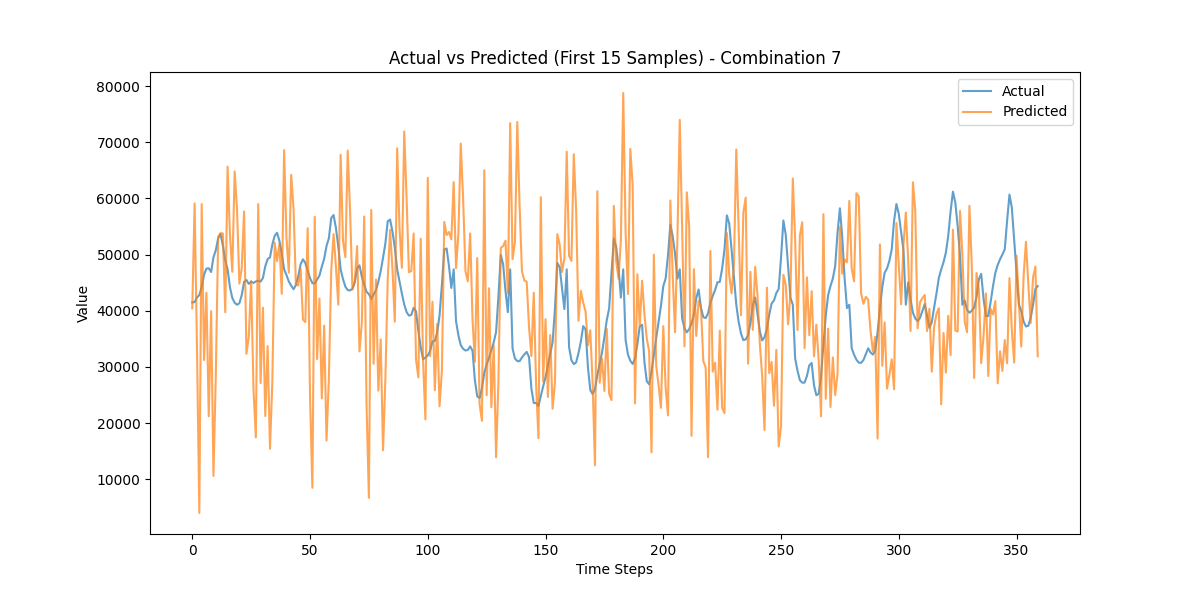 Actual vs Predicted (First 15 Samples) - Combination 7
Actual
Predicted
Value
80000
70000
60000
50000
40000
30000
20000
10000
0 50 100 150 200 250 300 350
Time Steps